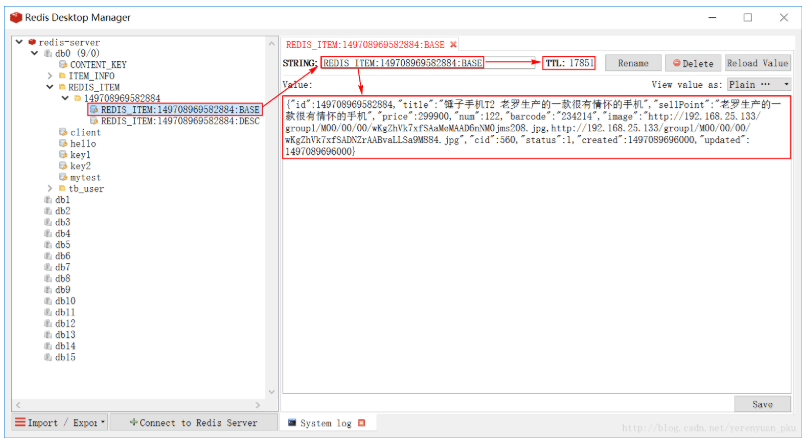 Redis Desktop Manager
redis-server
db0 (9/0)
CONTENT_KEY
ITEM_INFO
REDIS_ITEM
149708969582884
REDIS_ITEM:149708969582884:BASE
REDIS_ITEM:149708969582884:DESC
client
hello
key1
key2
mytest
tb_user
db1
db2
db3
db4
db5
db6
db7
db8
db9
db10
db11
db12
db13
db14
db15
Import / Expor
Connect to Redis Server
REDIS_ITEM:149708969582884:BASE
STRING: REDIS_ITEM:149708969582884:BASE TTL: 17851 Rename Delete Reload Value
Value: View value as: Plain ···
{"id":149708969582884,"title":"锤子手机T2 老罗生产的一款很有情怀的手机","sellPoint":"老罗生产的一
款很有情怀的手机","price":299900,"num":122,"barcode":"234214","image":"http://192.168.25.133/
group1/M00/00/00/wKgZhVk7xfSAaMeMAAD6nNMOjms208.jpg,http://192.168.25.133/group1/M00/00/00/
wKgZhVk7xfSADNZrAABvaLLSa9M884.jpg","cid":560,"status":1,"created":1497089696000,"updated":
1497089696000}
Save
System log
http://blog.csdn.net/yerenyuan_pku